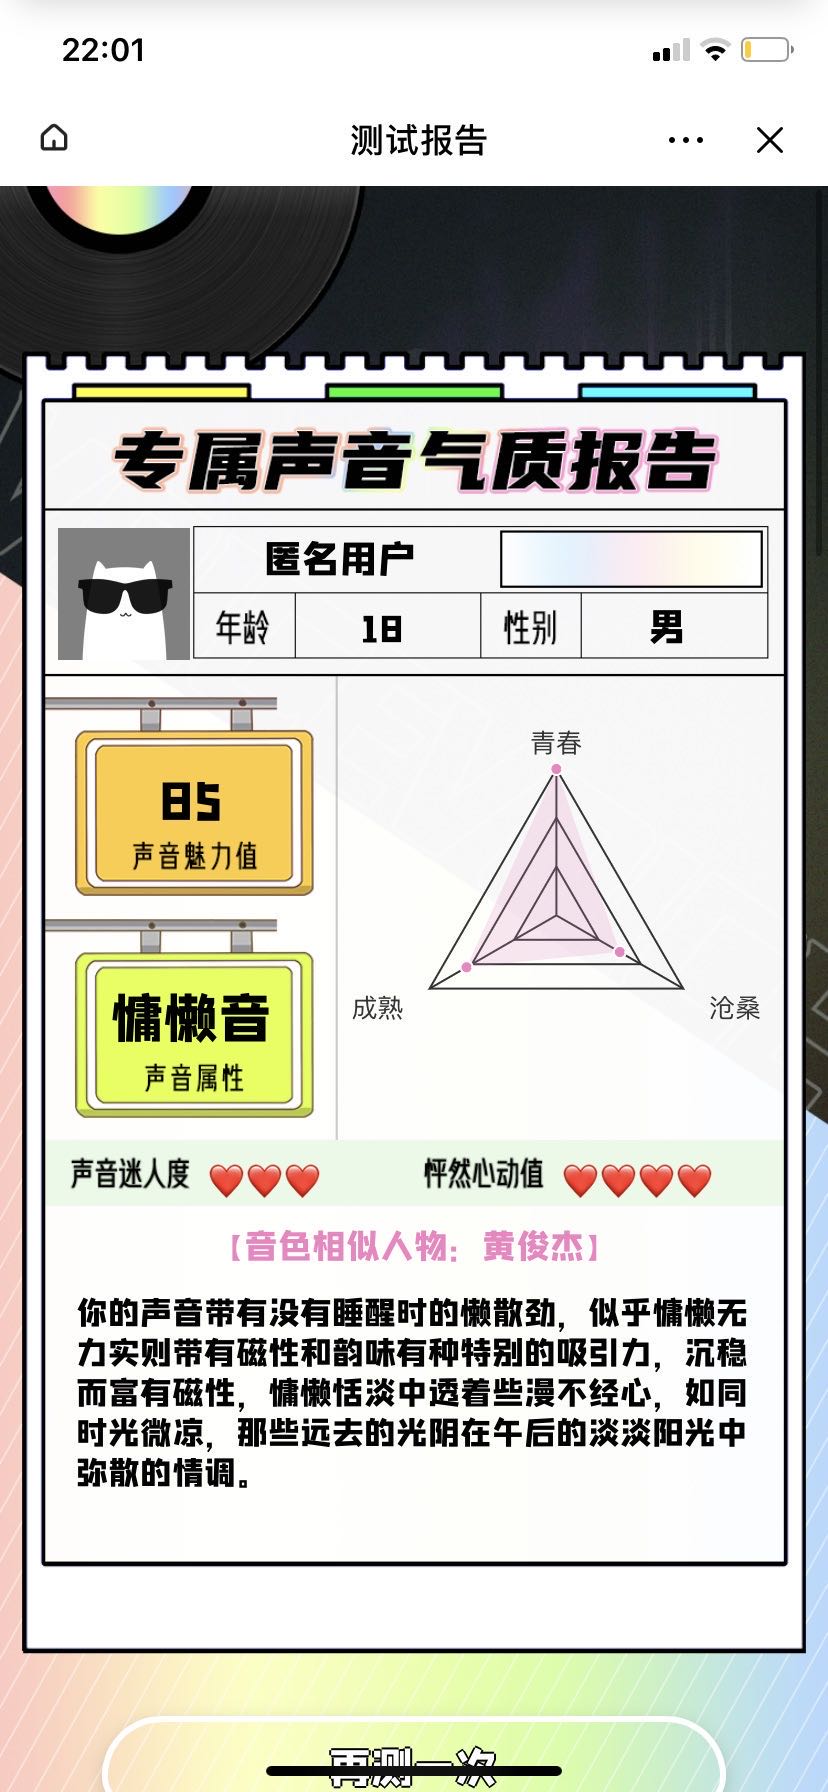 22:01
测试报告
专属声音气质报告
匿名用户
年龄 18 性别 男
85
声音魅力值
慵懒音
声音属性
青春
成熟
沧桑
声音迷人度 ❤️❤️❤️ 怦然心动值 ❤️❤️❤️❤️
【音色相似人物：黄俊杰】
你的声音带有没有睡醒时的懒散劲，似乎慵懒无
力实则带有磁性和韵味有种特别的吸引力，沉稳
而富有磁性，慵懒恬淡中透着些漫不经心，如同
时光微凉，那些远去的光阴在午后的淡淡阳光中
弥散的情调。
再测一次